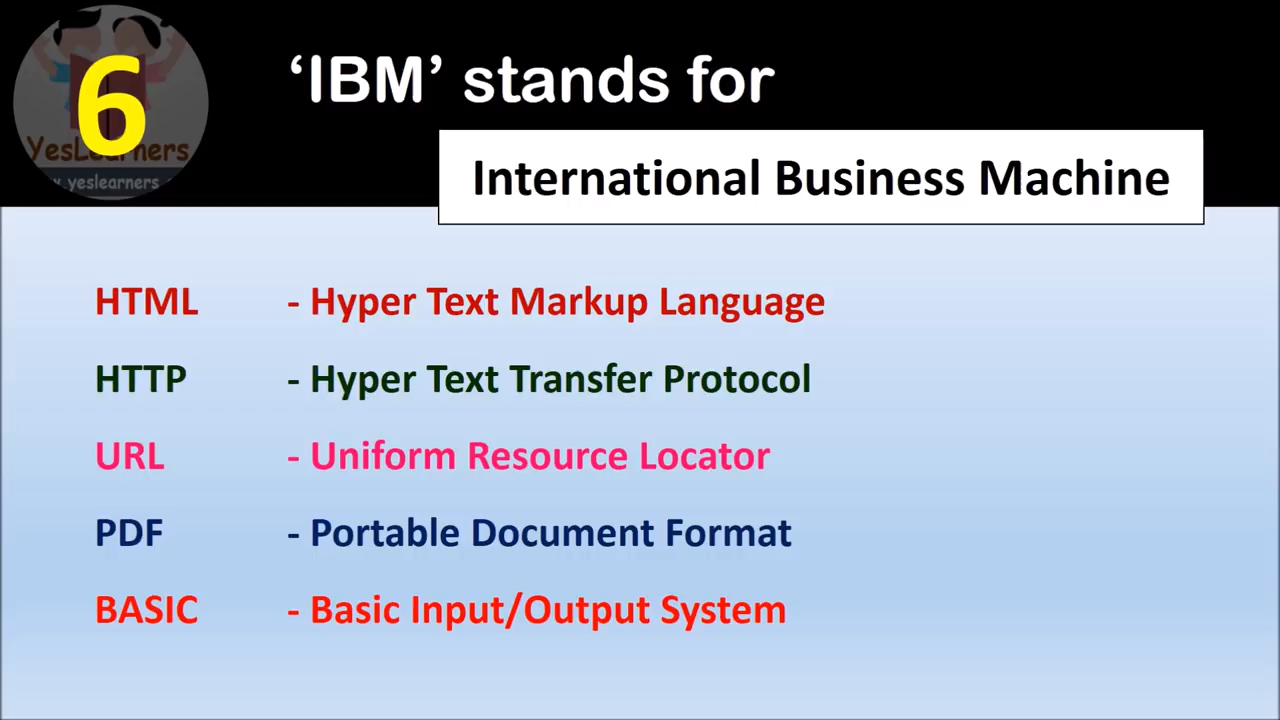 6
YesLearners
w.yeslearners.
‘IBM’ stands for
International Business Machine
HTML - Hyper Text Markup Language
HTTP - Hyper Text Transfer Protocol
URL - Uniform Resource Locator
PDF - Portable Document Format
BASIC - Basic Input/Output System